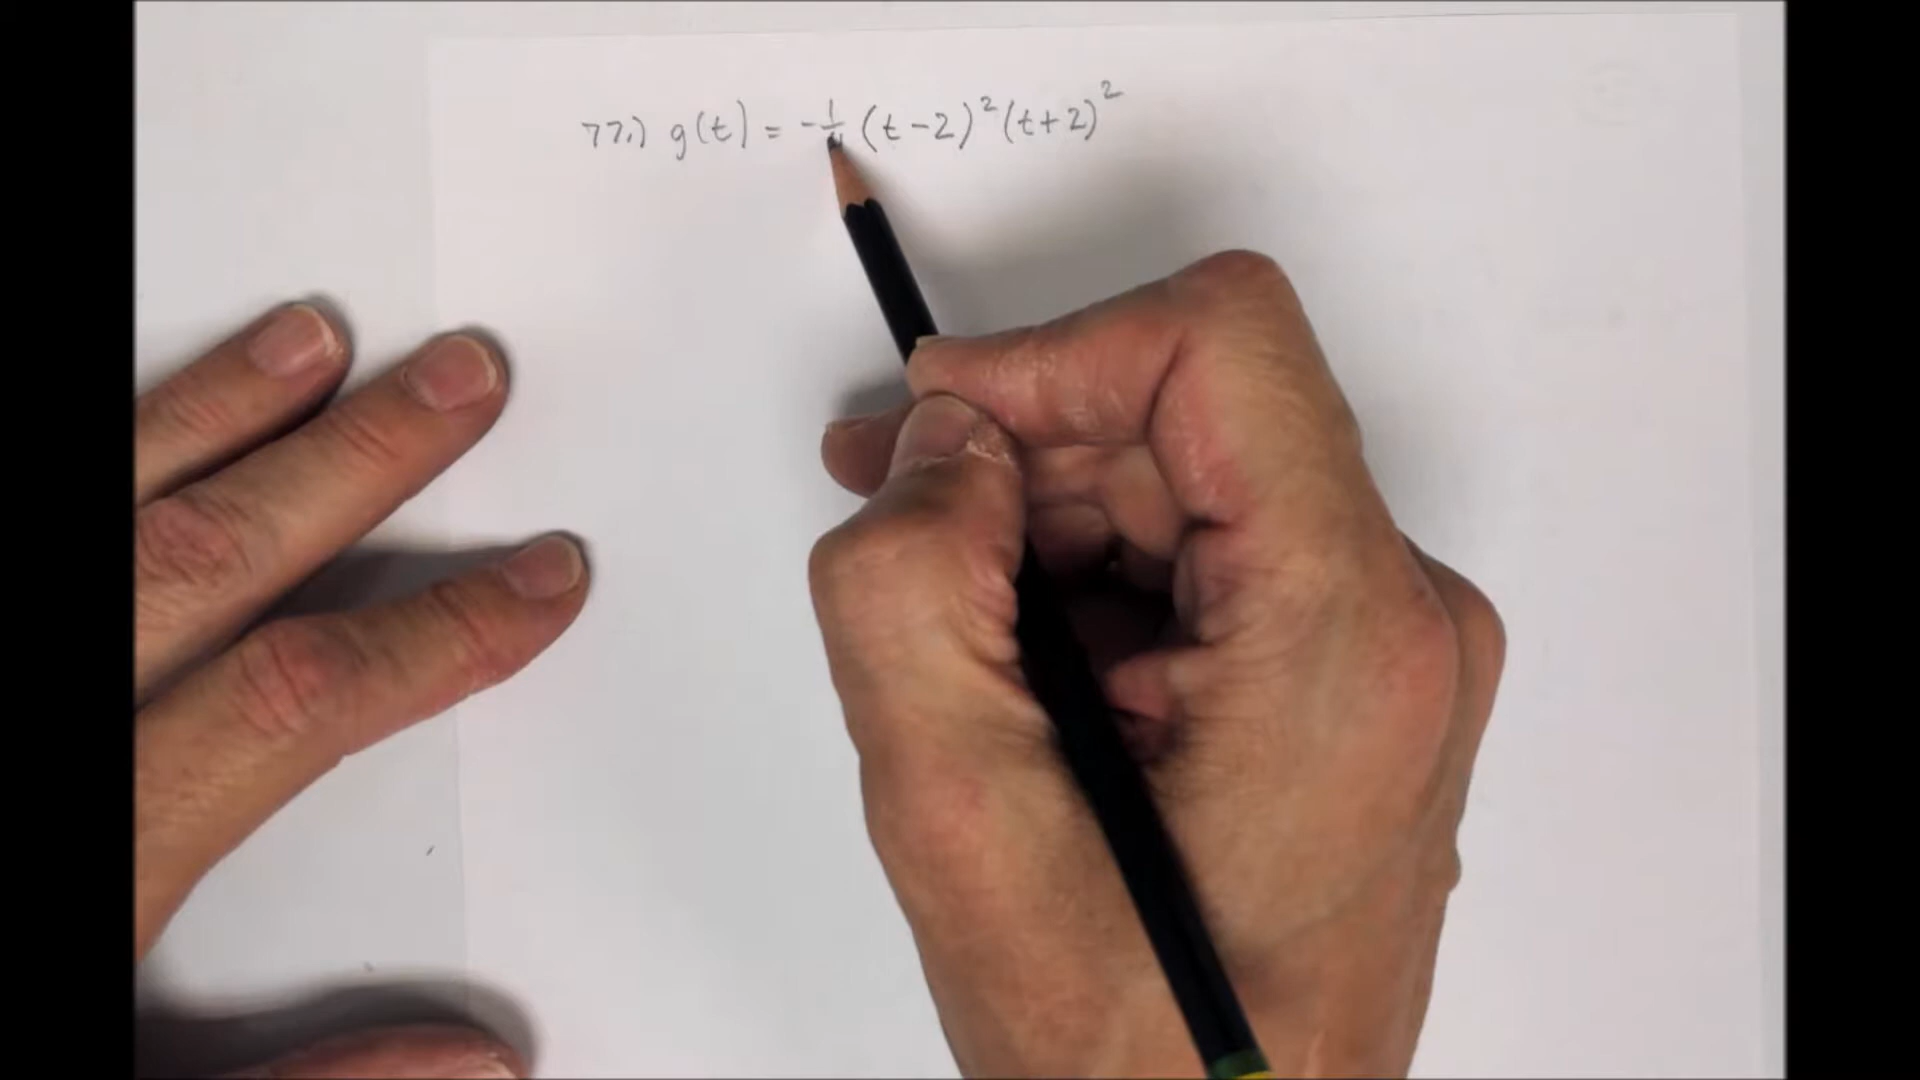 77.) g(t) = -1/4 (t-2)²(t+2)²